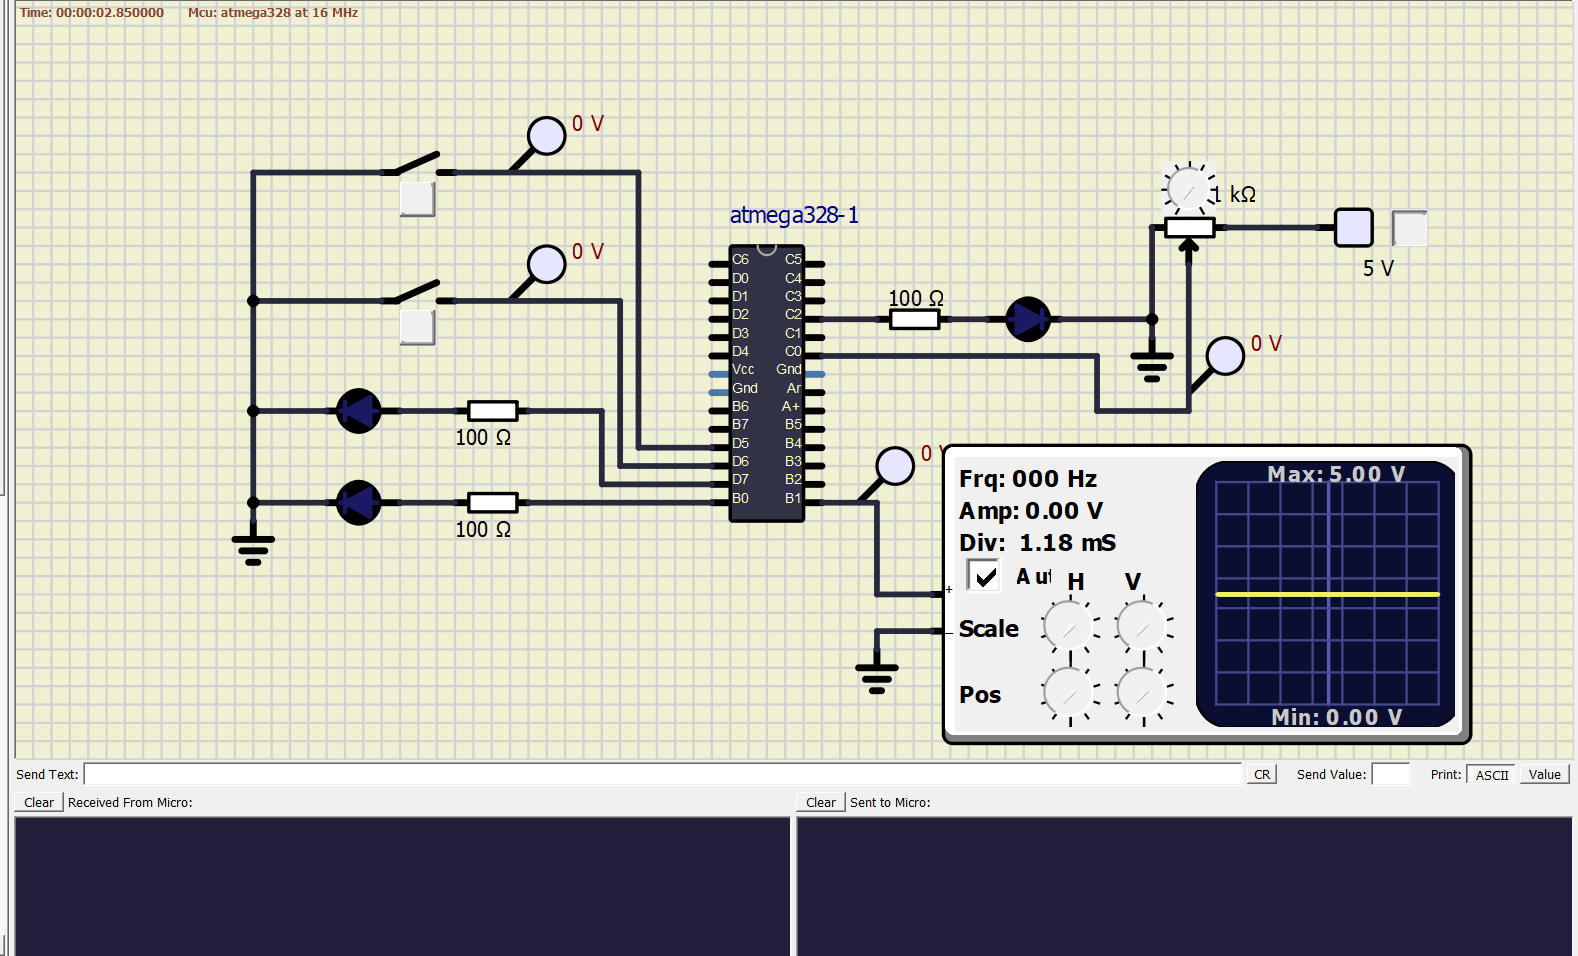 Time: 00:00:02.850000 Mcu: atmega328 at 16 MHz
0 V
0 V
atmega328-1
1 kΩ
5 V
C6 C5
D0 C4
D1 C3
D2 C2
D3 C1
D4 C0
Vcc Gnd
Gnd Ar
B6 A+
B7 B5
D5 B4
D6 B3
D7 B2
B0 B1
100 Ω
0 V
100 Ω
100 Ω
0 V
+
_
Frq: 000 Hz
Amp: 0.00 V
Div: 1.18 mS
Aut
H V
Scale
Pos
Max: 5.00 V
Min: 0.00 V
Send Text: CR Send Value: Print: ASCII Value
Clear Received From Micro: Clear Sent to Micro: